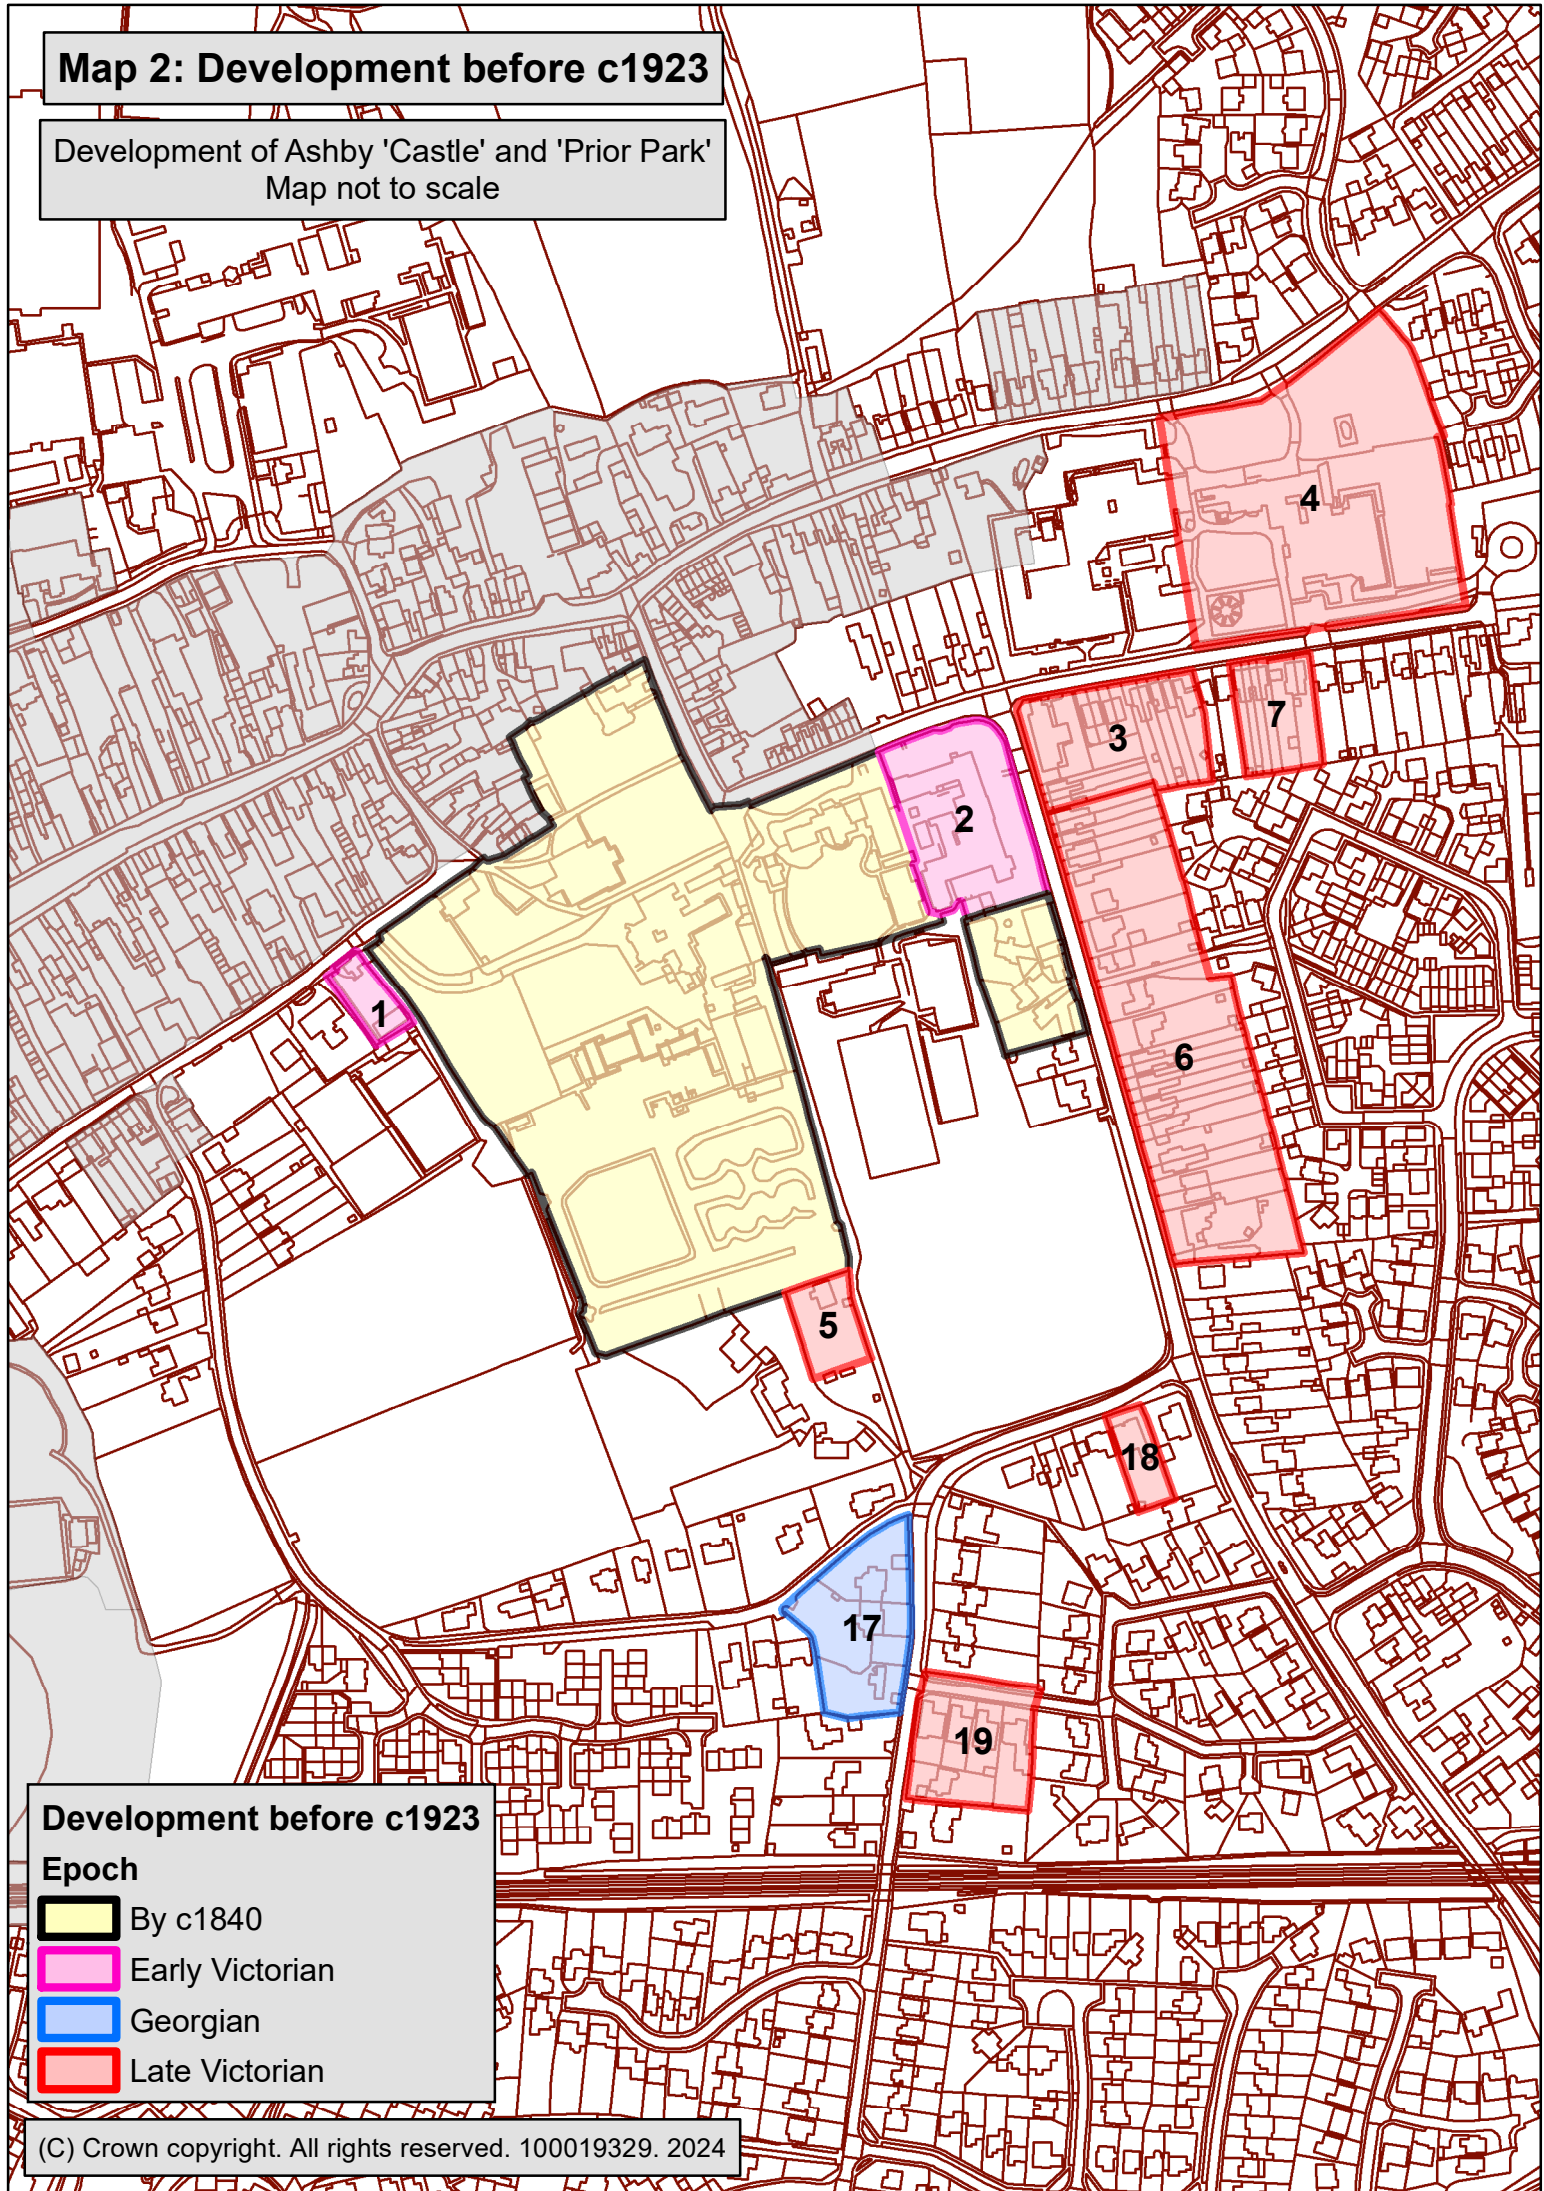 Map 2: Development before c1923
Development of Ashby 'Castle' and 'Prior Park'
Map not to scale
4
7
3
2
1
6
5
18
17
19
Development before c1923
Epoch
By c1840
Early Victorian
Georgian
Late Victorian
(C) Crown copyright. All rights reserved. 100019329. 2024